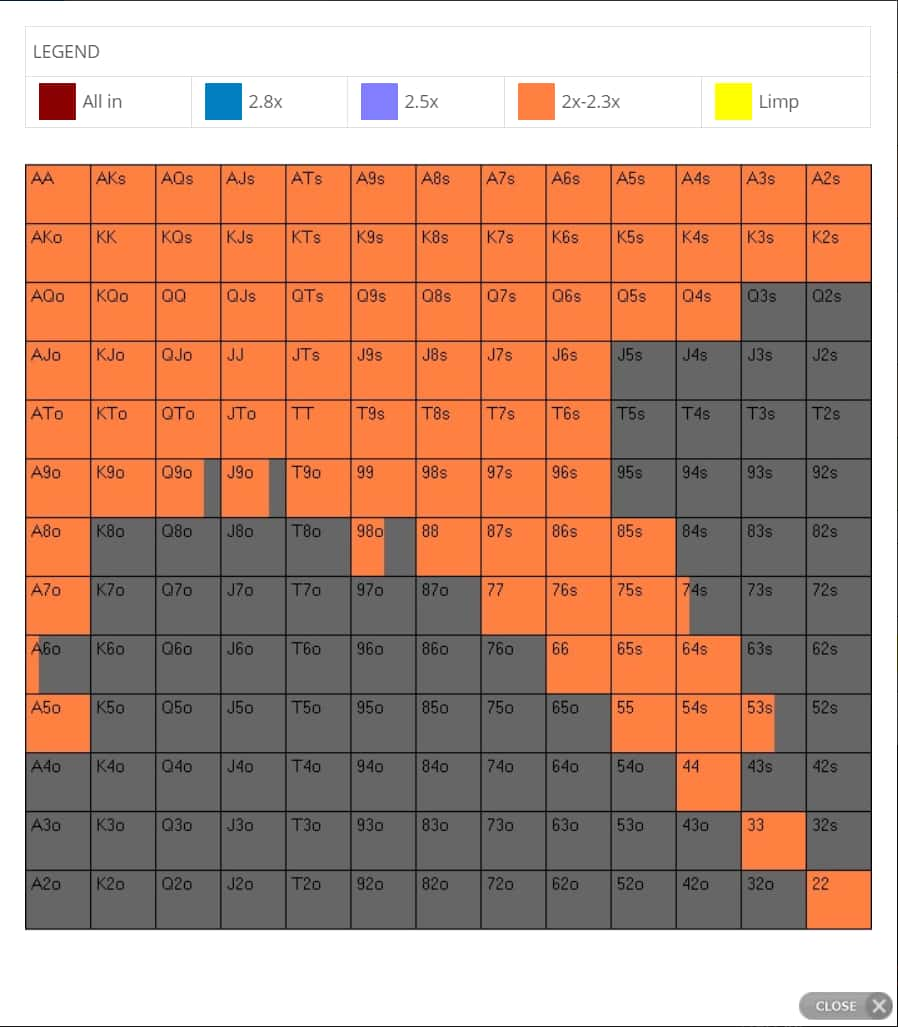 LEGEND
All in 2.8x 2.5x 2x-2.3x Limp
AA AKs AQs AJs ATs A9s A8s A7s A6s A5s A4s A3s A2s
AKo KK KQs KJs KTs K9s K8s K7s K6s K5s K4s K3s K2s
AQo KQo QQ QJs QTs Q9s Q8s Q7s Q6s Q5s Q4s Q3s Q2s
AJo KJo QJo JJ JTs J9s J8s J7s J6s J5s J4s J3s J2s
ATo KTo QTo JTo TT T9s T8s T7s T6s T5s T4s T3s T2s
A9o K9o Q9o J9o T9o 99 98s 97s 96s 95s 94s 93s 92s
A8o K8o Q8o J8o T8o 98o 88 87s 86s 85s 84s 83s 82s
A7o K7o Q7o J7o T7o 97o 87o 77 76s 75s 74s 73s 72s
A6o K6o Q6o J6o T6o 96o 86o 76o 66 65s 64s 63s 62s
A5o K5o Q5o J5o T5o 95o 85o 75o 65o 55 54s 53s 52s
A4o K4o Q4o J4o T4o 94o 84o 74o 64o 54o 44 43s 42s
A3o K3o Q3o J3o T3o 93o 83o 73o 63o 53o 43o 33 32s
A2o K2o Q2o J2o T2o 92o 82o 72o 62o 52o 42o 32o 22
CLOSE